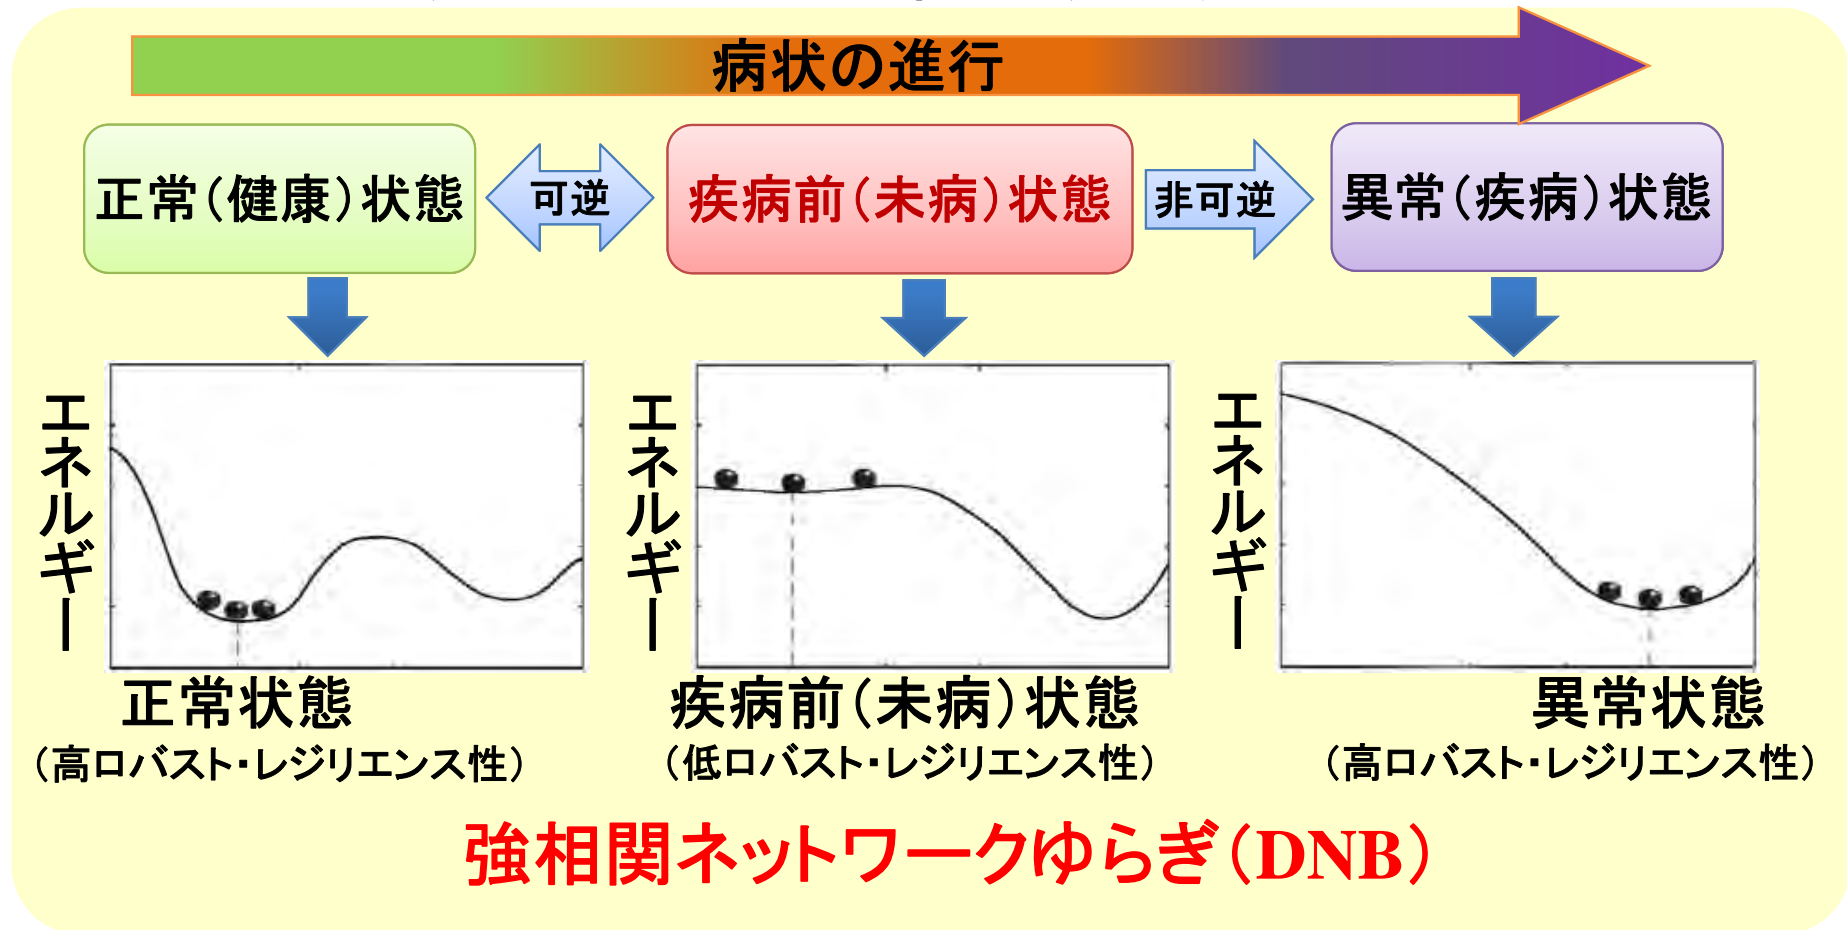 病状の進行
正常（健康）状態
可逆
疾病前（未病）状態
非可逆
異常（疾病）状態
エネルギー
エネルギー
エネルギー
正常状態
（高ロバスト・レジリエンス性）
疾病前（未病）状態
（低ロバスト・レジリエンス性）
異常状態
（高ロバスト・レジリエンス性）
強相関ネットワークゆらぎ（DNB）